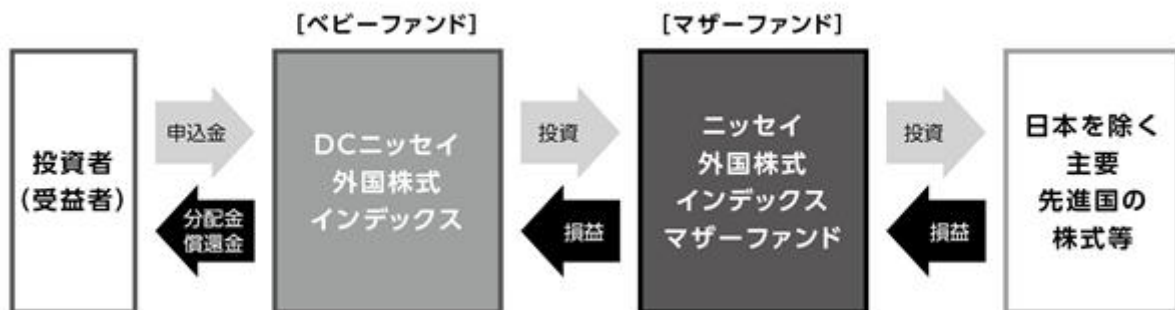 [ベビーファンド]
[マザーファンド]
投資者
(受益者)
申込金
分配金
償還金
DCニッセイ
外国株式
インデックス
投資
損益
ニッセイ
外国株式
インデックス
マザーファンド
投資
損益
日本を除く
主要
先進国の
株式等